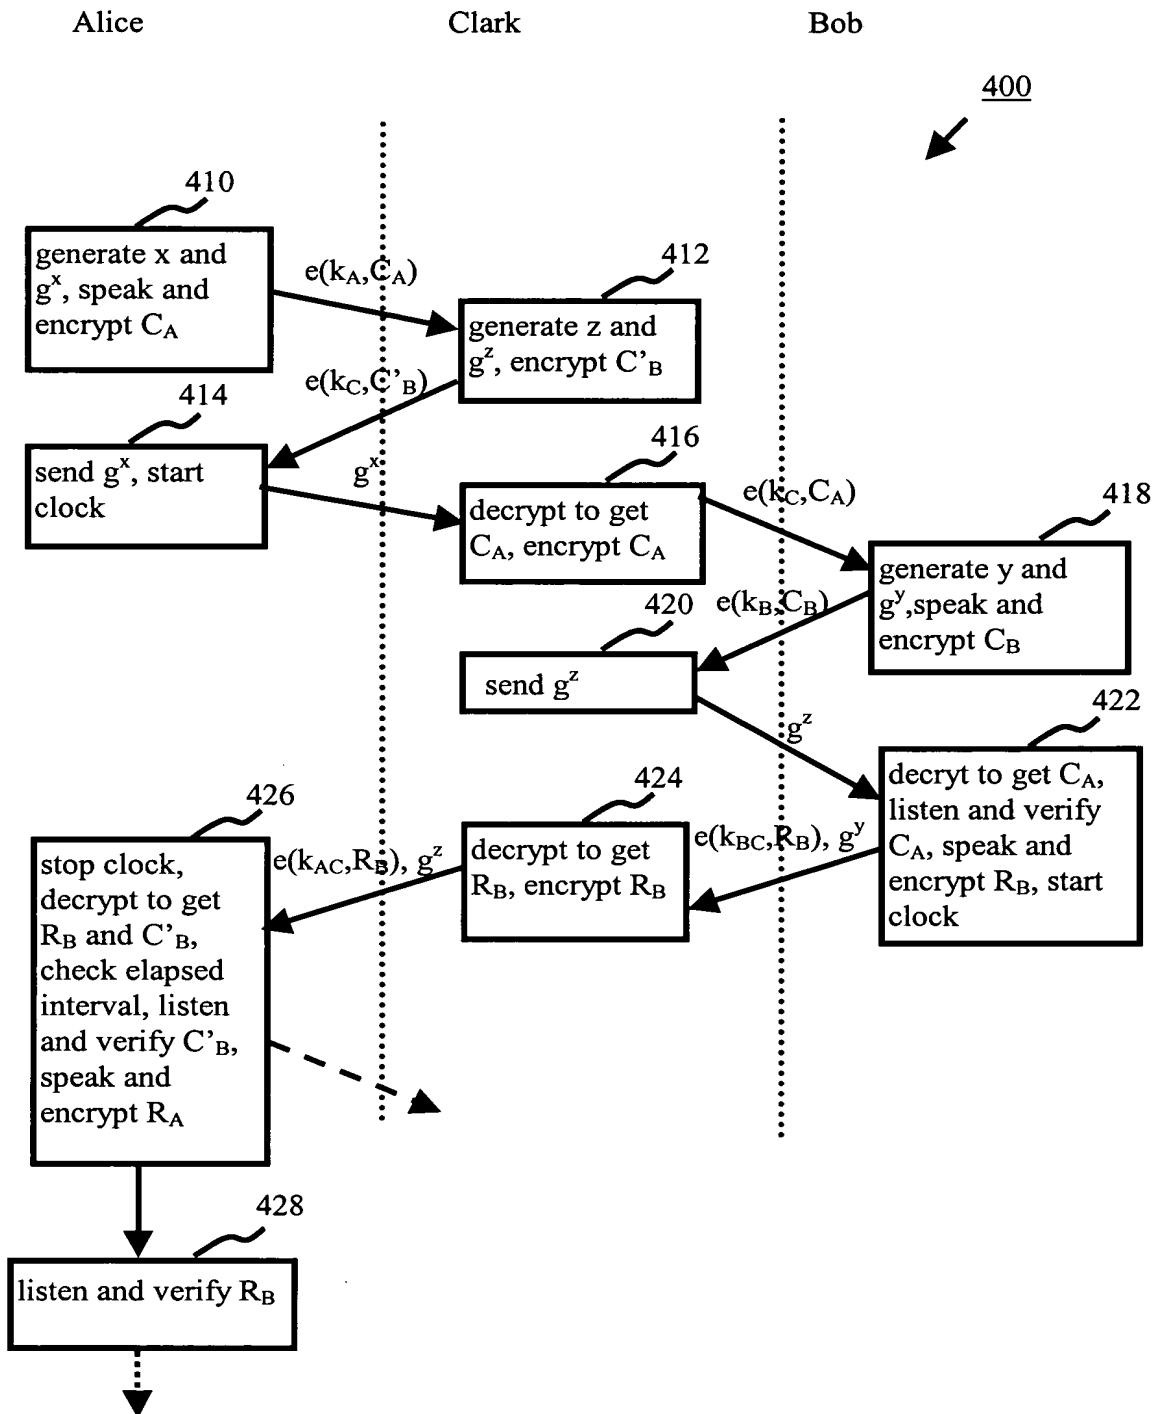 Alice Clark Bob
400
410
generate x and
g^x, speak and
encrypt C_A
e(k_A,C_A)
412
generate z and
g^z, encrypt C'_B
e(k_C,C'_B)
414
send g^x, start
clock
g^x
416
decrypt to get
C_A, encrypt C_A
e(k_C,C_A)
418
generate y and
g^y,speak and
encrypt C_B
e(k_B,C_B)
420
send g^z
g^z
422
decryt to get C_A,
listen and verify
C_A, speak and
encrypt R_B, start
clock
e(k_BC,R_B), g^y
424
decrypt to get
R_B, encrypt R_B
e(k_AC,R_B), g^z
426
stop clock,
decrypt to get
R_B and C'_B,
check elapsed
interval, listen
and verify C'_B,
speak and
encrypt R_A
428
listen and verify R_B